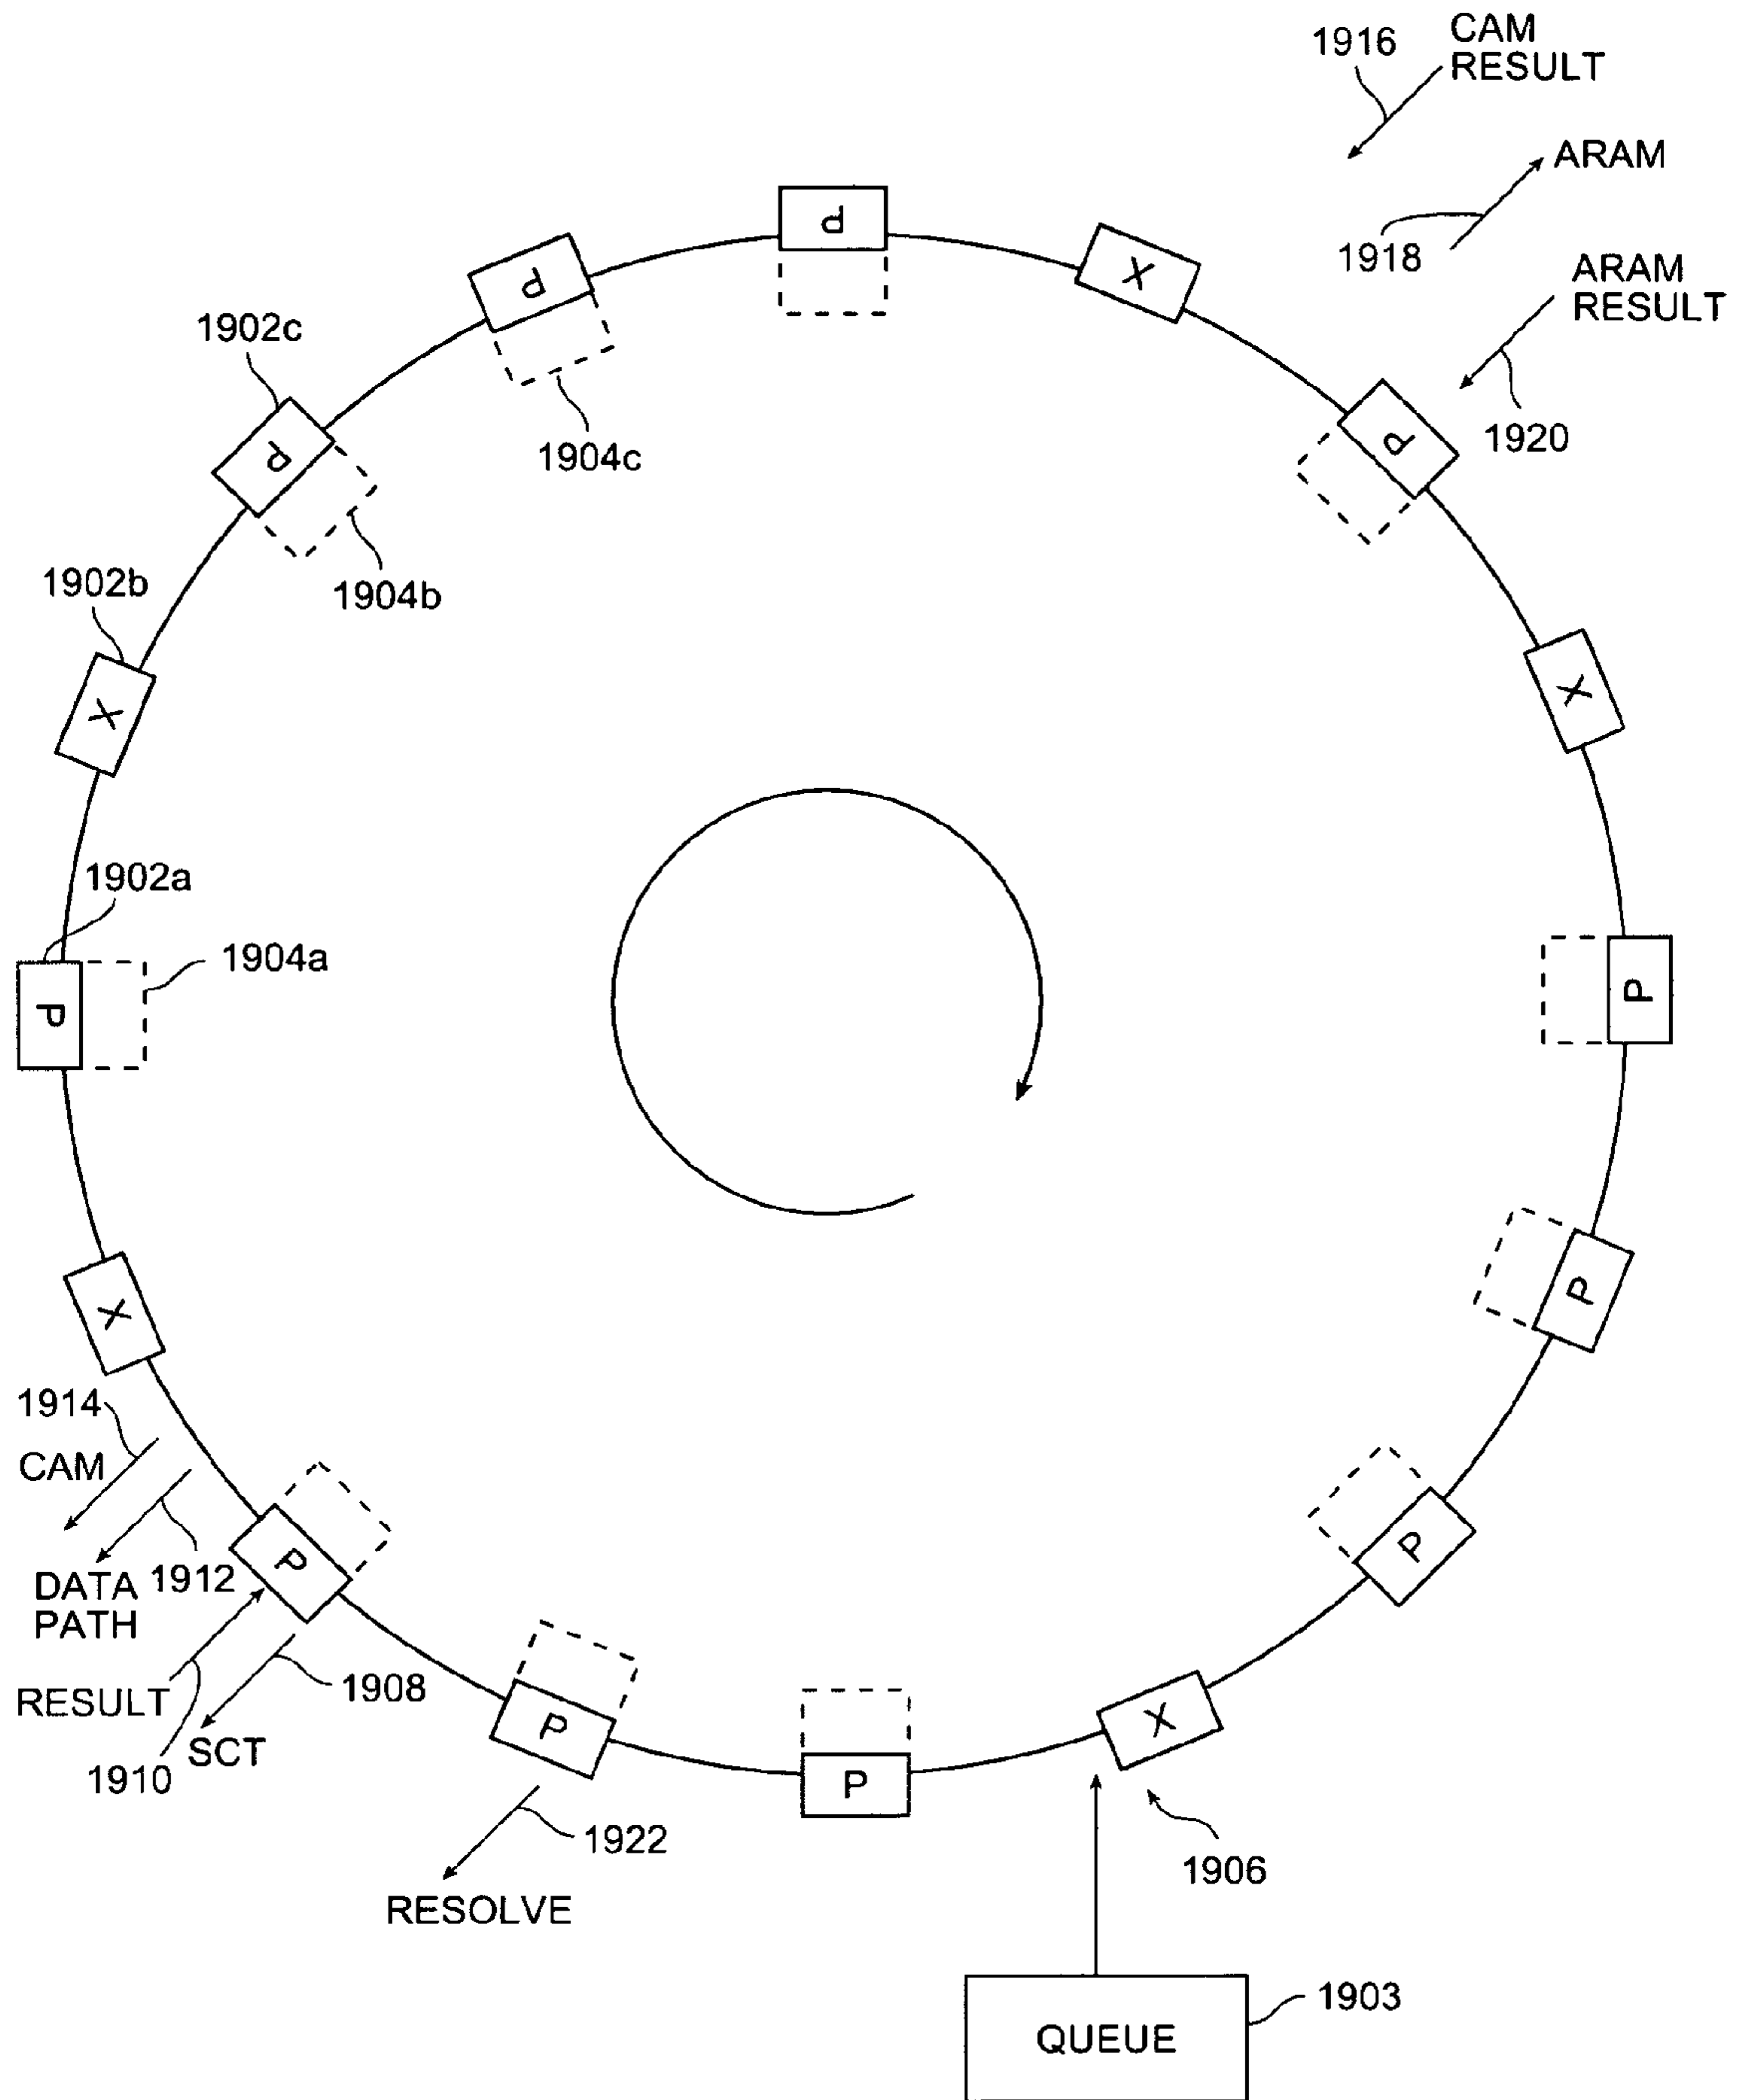 1916
CAM
RESULT
ARAM
1918
ARAM
RESULT
1920
P
P
X
1902c
P
P
1904c
1904b
1902b
X
X
1902a
1904a
P
P
X
P
1914
CAM
P
P
DATA
PATH
1912
RESULT
1908
SCT
1910
P
P
X
1922
RESOLVE
1906
QUEUE
1903